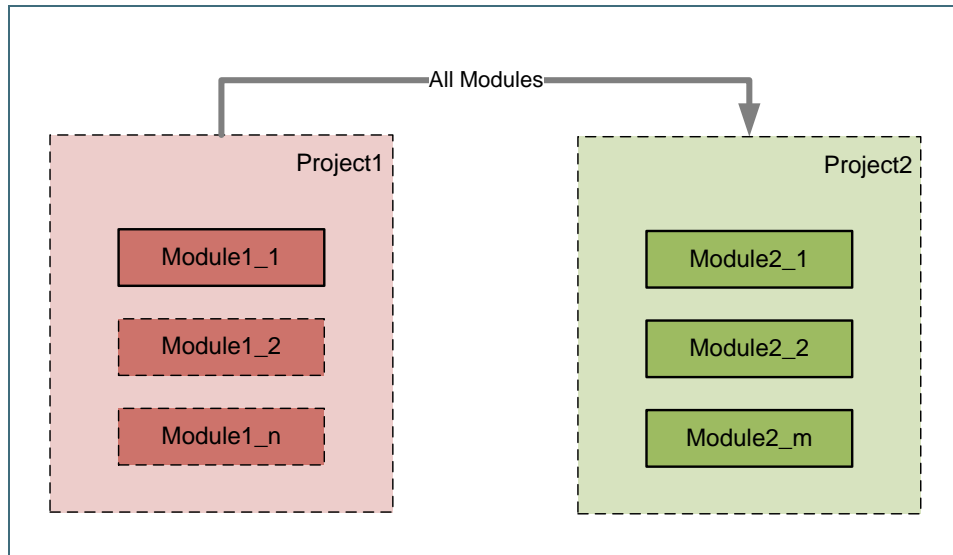 All Modules
Project1
Project2
Module1_1
Module2_1
Module1_2
Module2_2
Module1_n
Module2_m